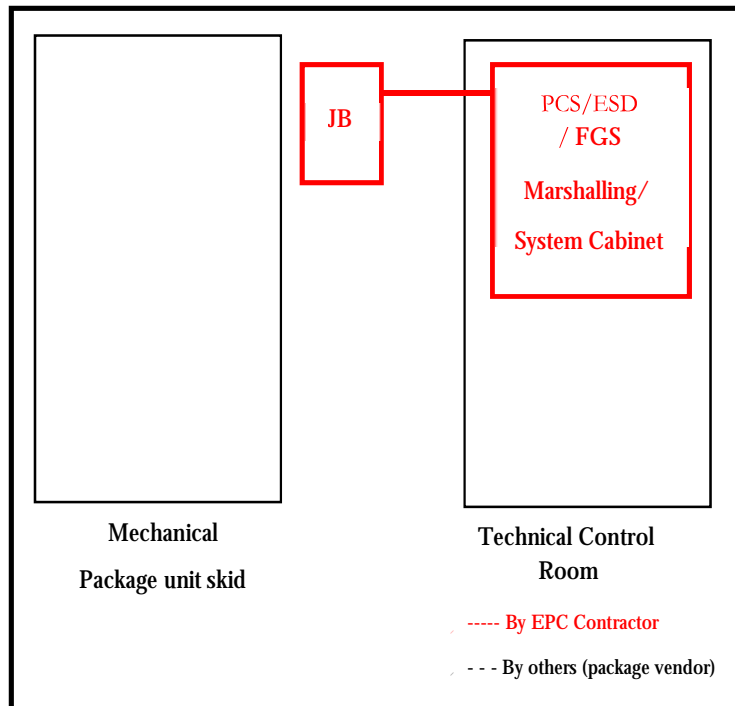 JB
PCS/ESD
/ FGS
Marshalling/
System Cabinet
Mechanical
Package unit skid
Technical Control
Room
----- By EPC Contractor
- - - By others (package vendor)